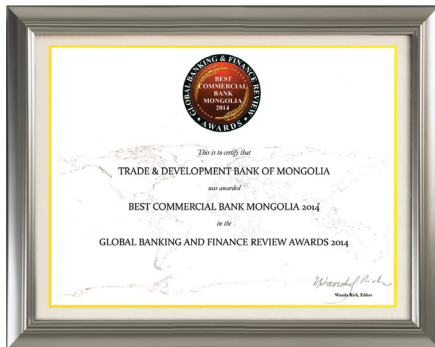 GLOBAL BANKING & FINANCE REVIEW
BEST
COMMERCIAL
BANK
MONGOLIA
2014
AWARDS
This is to certify that
TRADE & DEVELOPMENT BANK OF MONGOLIA
was awarded
BEST COMMERCIAL BANK MONGOLIA 2014
in the
GLOBAL BANKING AND FINANCE REVIEW AWARDS 2014
Wanda Rich
Wanda Rich, Editor